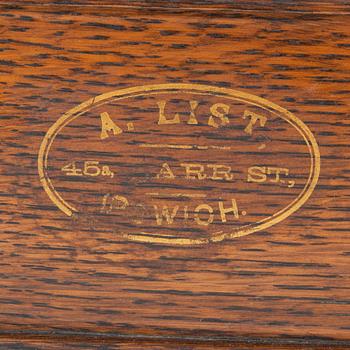 A. LIST,
45a, ARR ST.,
IPSWICH.